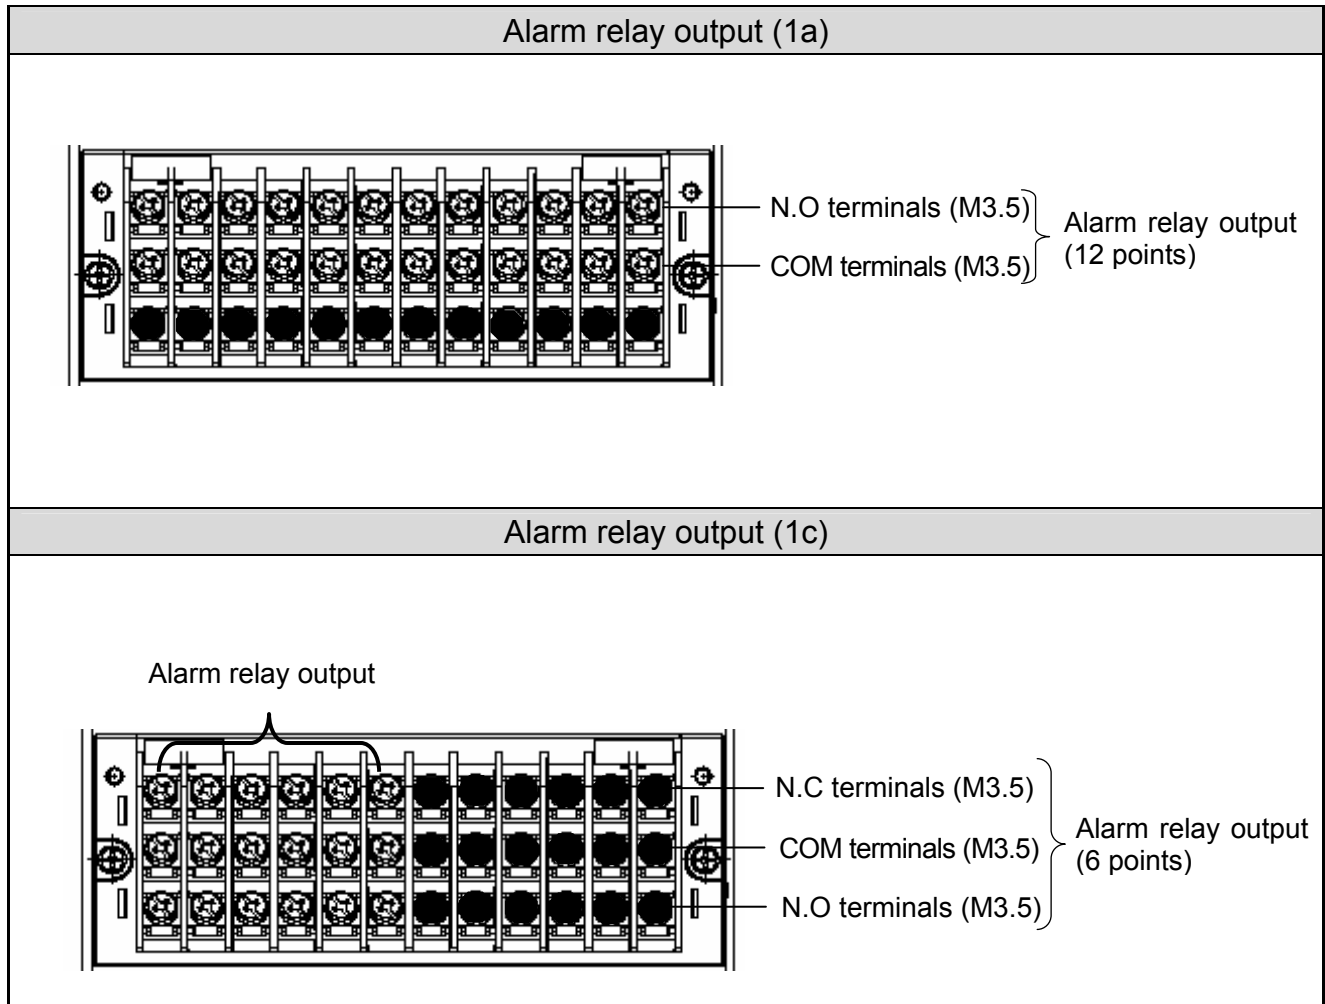 Alarm relay output (1a)
N.O terminals (M3.5)
COM terminals (M3.5)
Alarm relay output
(12 points)
Alarm relay output (1c)
Alarm relay output
N.C terminals (M3.5)
COM terminals (M3.5)
N.O terminals (M3.5)
Alarm relay output
(6 points)